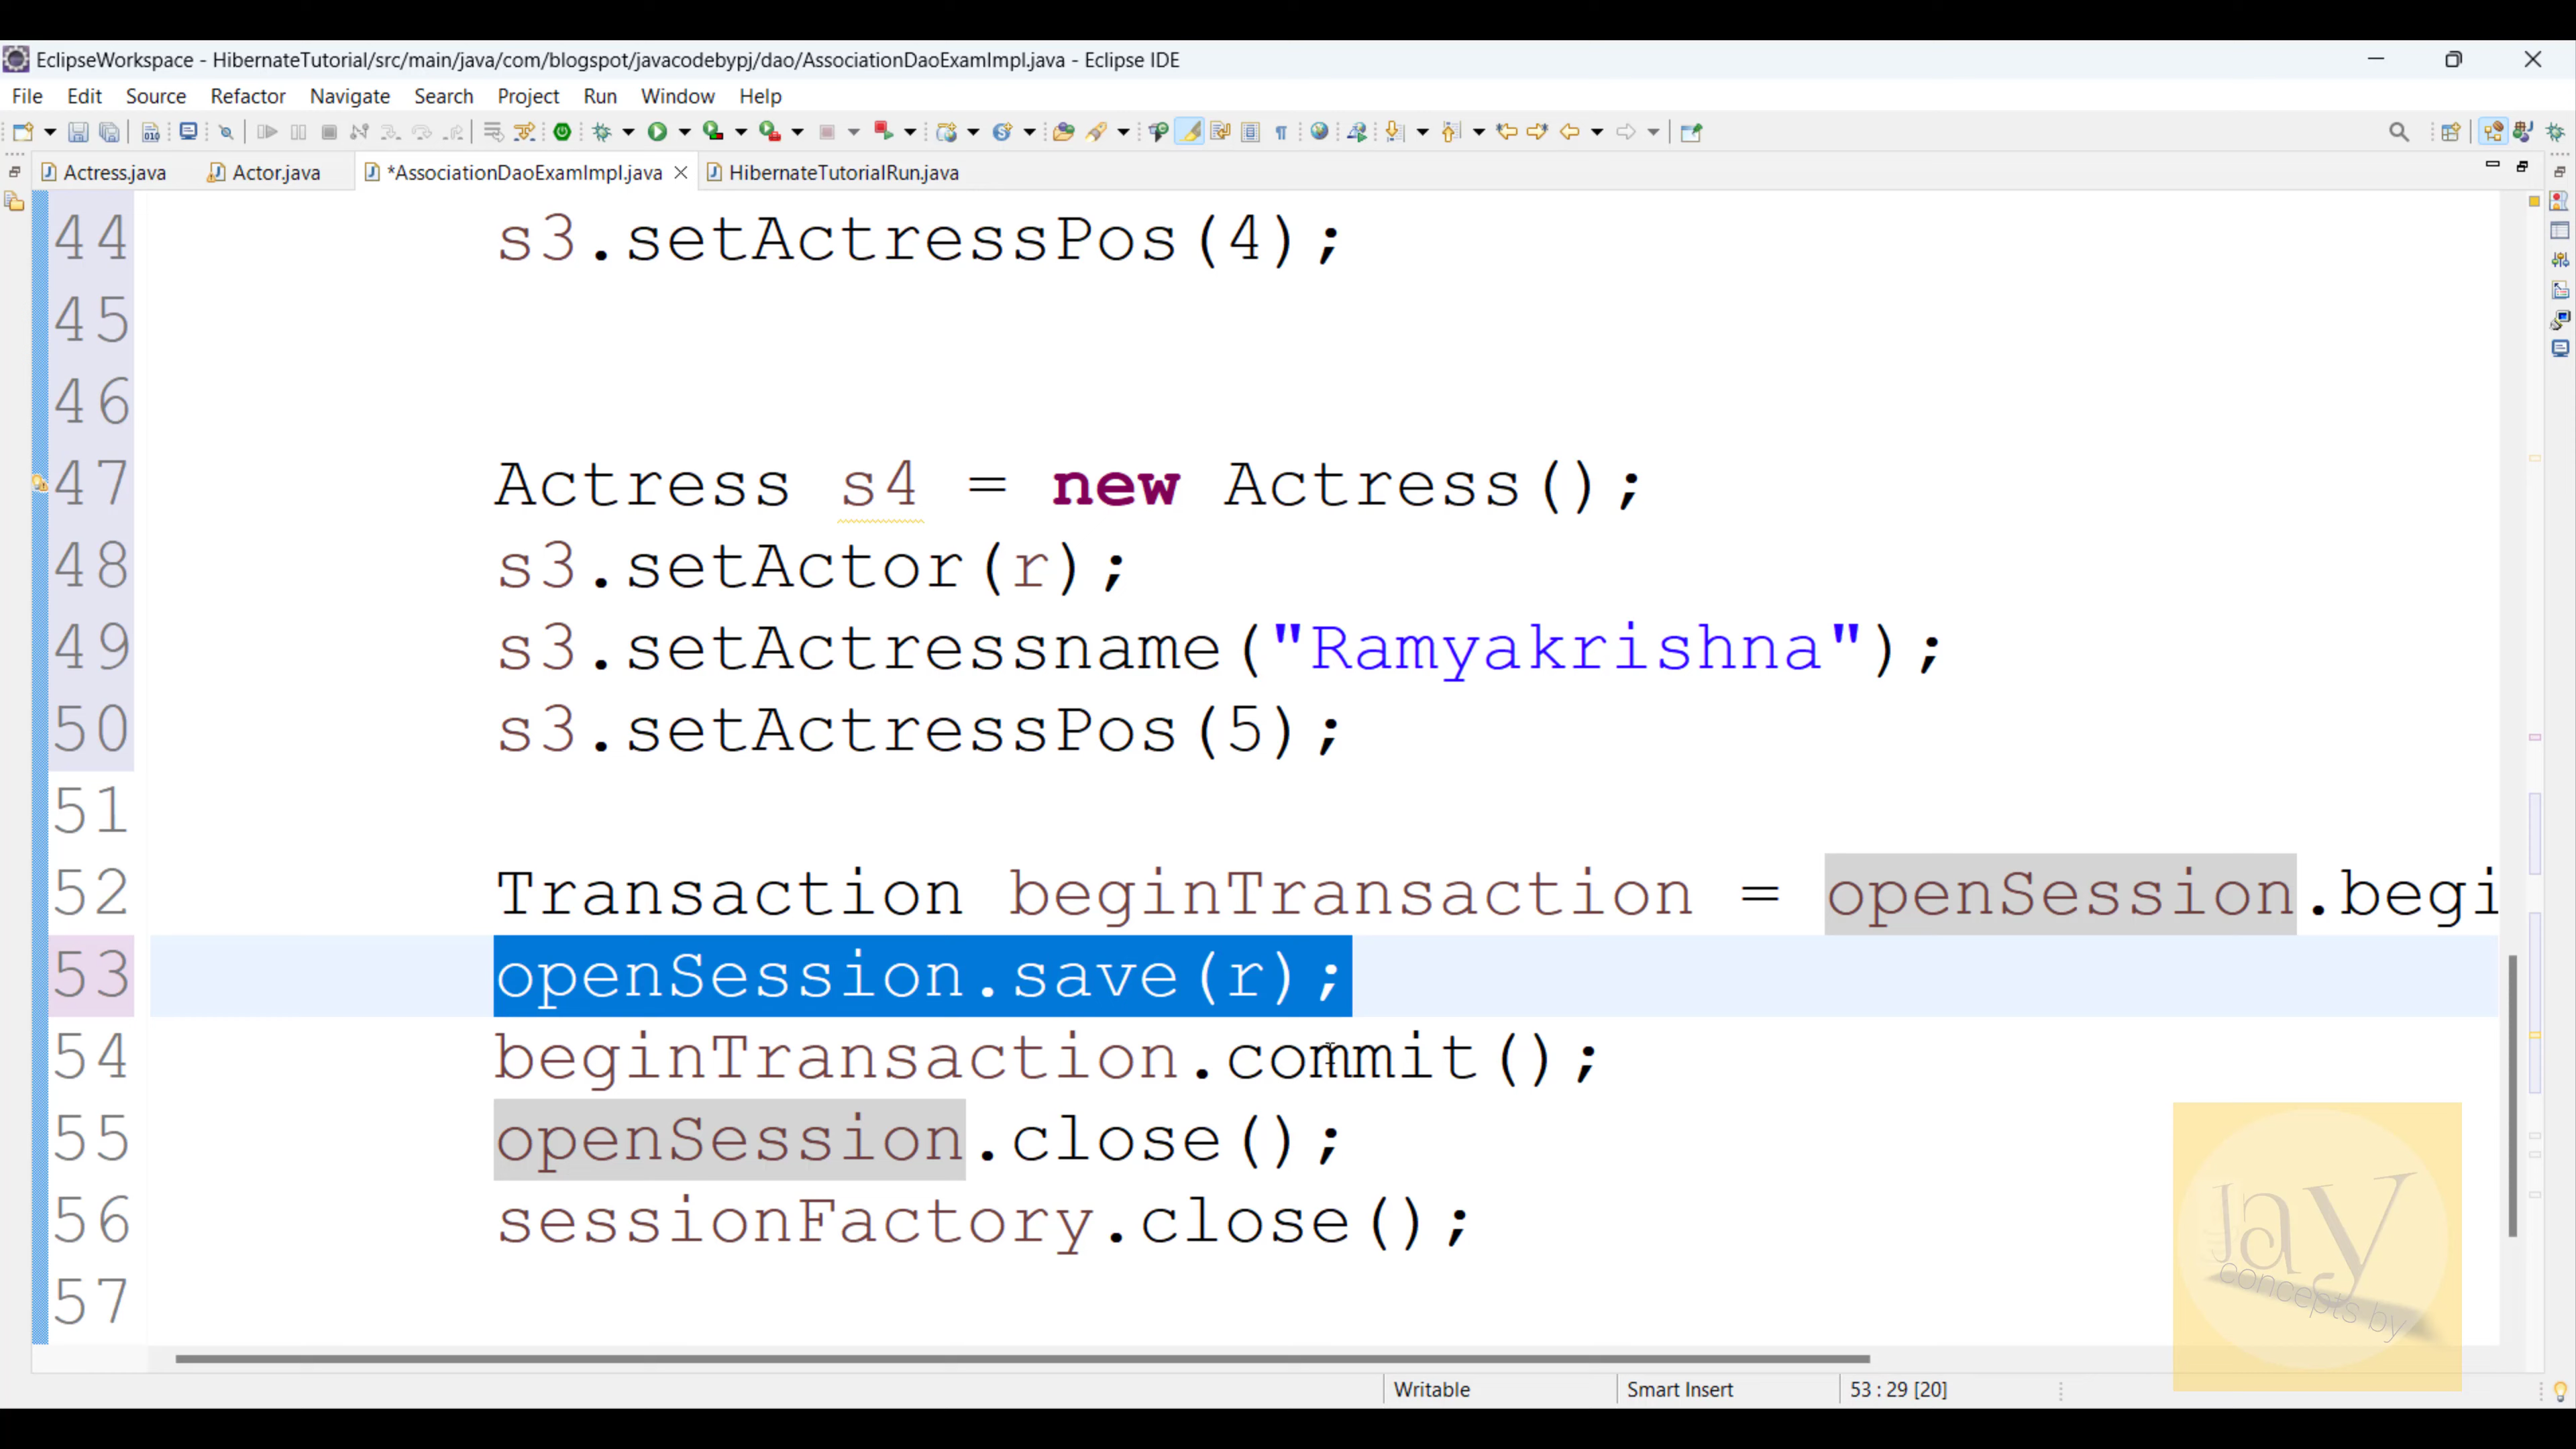 EclipseWorkspace - HibernateTutorial/src/main/java/com/blogspot/javacodebypj/dao/AssociationDaoExamImpl.java - Eclipse IDE
File Edit Source Refactor Navigate Search Project Run Window Help
Actress.java Actor.java *AssociationDaoExamImpl.java HibernateTutorialRun.java
44 s3.setActressPos(4);
45
46
47 Actress s4 = new Actress();
48 s3.setActor(r);
49 s3.setActressname("Ramyakrishna");
50 s3.setActressPos(5);
51
52 Transaction beginTransaction = openSession.begi
53 openSession.save(r);
54 beginTransaction.commit();
55 openSession.close();
56 sessionFactory.close();
57
Jay
concepts by
Writable Smart Insert 53 : 29 [20]